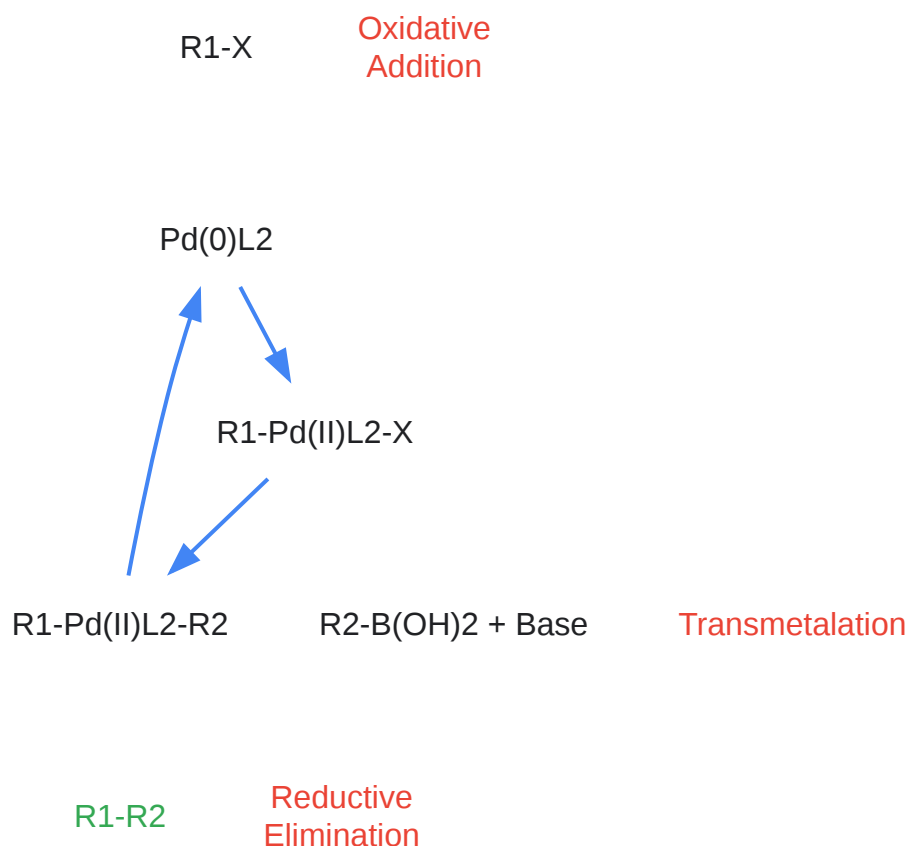 R1-X
Oxidative
Addition
Pd(0)L2
R1-Pd(II)L2-X
R1-Pd(II)L2-R2
R2-B(OH)2 + Base
Transmetalation
R1-R2
Reductive
Elimination